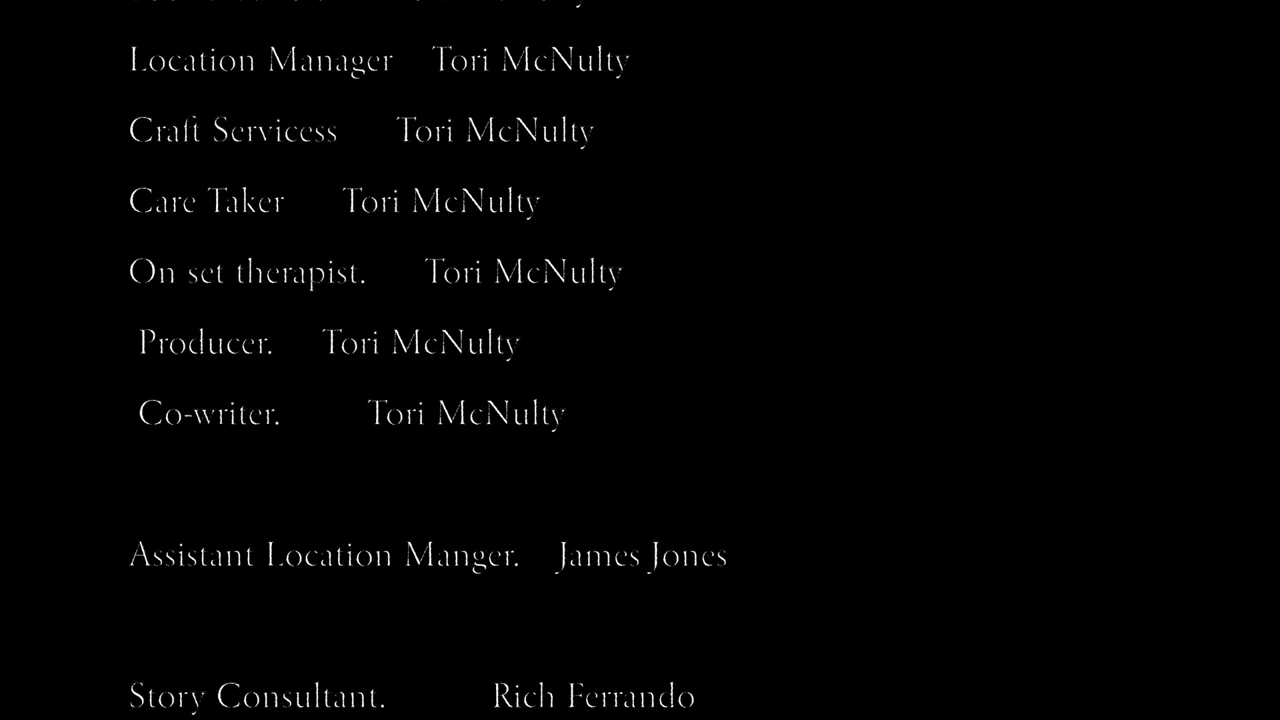 Location Manager Tori McNulty
Craft Servicess Tori McNulty
Care Taker Tori McNulty
On set therapist. Tori McNulty
Producer. Tori McNulty
Co-writer. Tori McNulty
Assistant Location Manger. James Jones
Story Consultant. Rich Ferrando